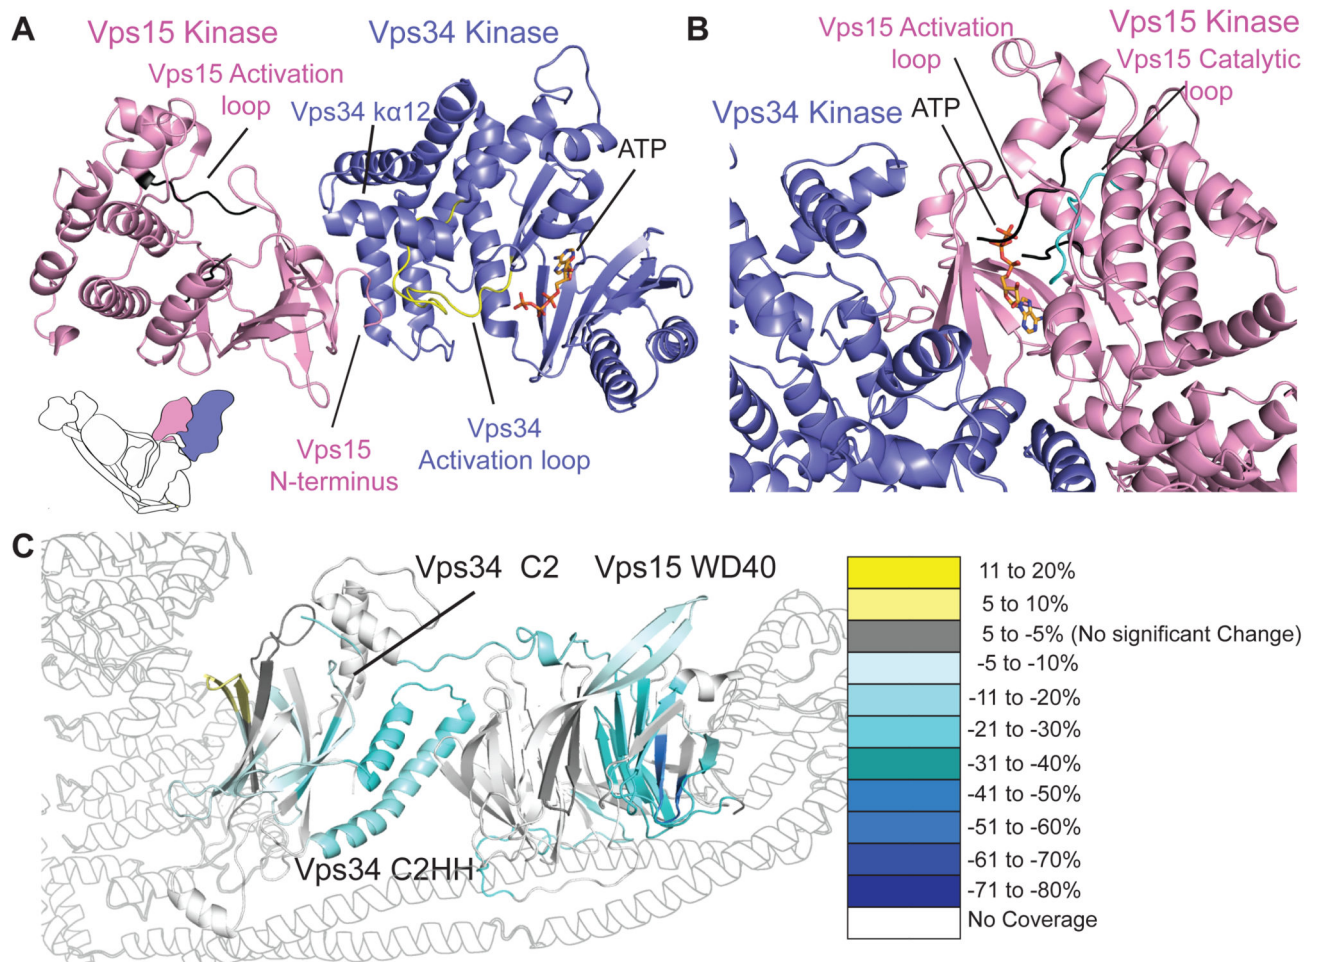 A
Vps15 Kinase
Vps34 Kinase
Vps15 Activation
loop
Vps34 kα12
ATP
Vps15
N-terminus
Vps34
Activation loop
B
Vps15 Activation
loop
Vps15 Kinase
Vps15 Catalytic
loop
Vps34 Kinase
ATP
C
Vps34 C2
Vps15 WD40
Vps34 C2HH
11 to 20%
5 to 10%
5 to -5% (No significant Change)
-5 to -10%
-11 to -20%
-21 to -30%
-31 to -40%
-41 to -50%
-51 to -60%
-61 to -70%
-71 to -80%
No Coverage